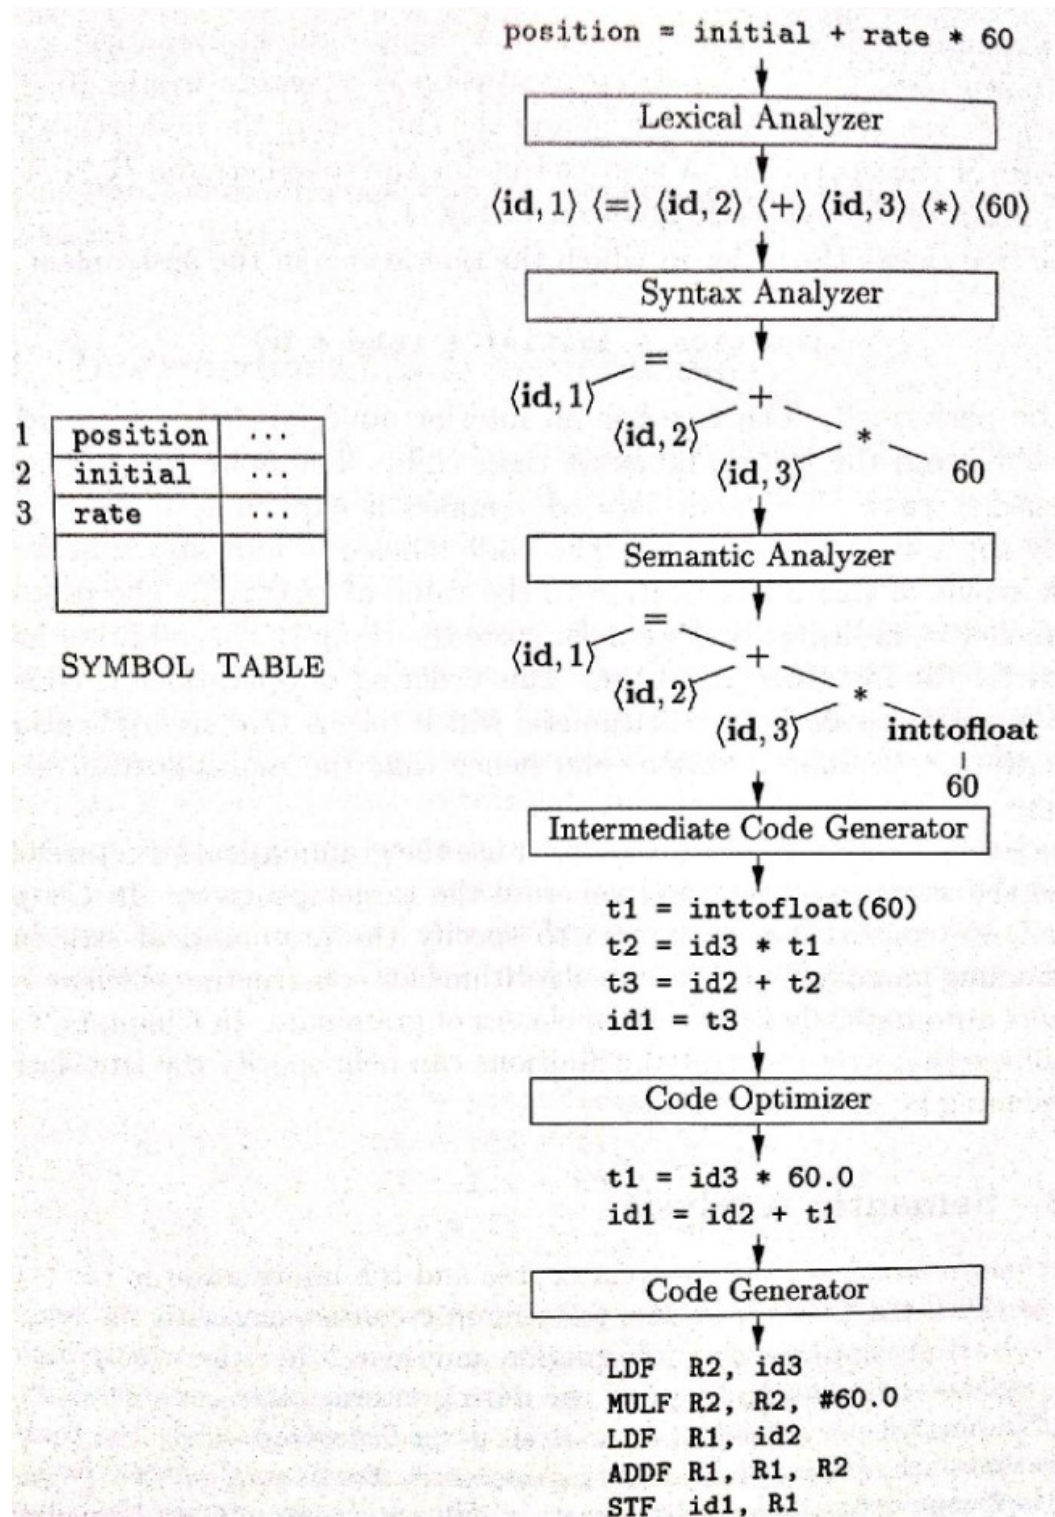 position = initial + rate * 60
Lexical Analyzer
⟨id, 1⟩ ⟨=⟩ ⟨id, 2⟩ ⟨+⟩ ⟨id, 3⟩ ⟨*⟩ ⟨60⟩
Syntax Analyzer
=
⟨id, 1⟩ +
⟨id, 2⟩ *
⟨id, 3⟩ 60
1 position ...
2 initial ...
3 rate ...
SYMBOL TABLE
Semantic Analyzer
=
⟨id, 1⟩ +
⟨id, 2⟩ *
⟨id, 3⟩ inttofloat
60
Intermediate Code Generator
t1 = inttofloat(60)
t2 = id3 * t1
t3 = id2 + t2
id1 = t3
Code Optimizer
t1 = id3 * 60.0
id1 = id2 + t1
Code Generator
LDF R2, id3
MULF R2, R2, #60.0
LDF R1, id2
ADDF R1, R1, R2
STF id1, R1